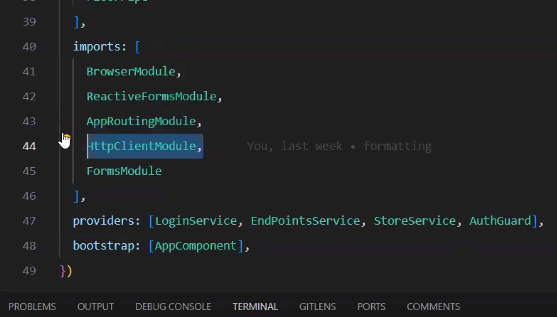 39 ],
40 imports: [
41 BrowserModule,
42 ReactiveFormsModule,
43 AppRoutingModule,
44 HttpClientModule, You, last week • formatting
45 FormsModule
46 ],
47 providers: [LoginService, EndPointsService, StoreService, AuthGuard],
48 bootstrap: [AppComponent],
49 })
PROBLEMS OUTPUT DEBUG CONSOLE TERMINAL GITLENS PORTS COMMENTS